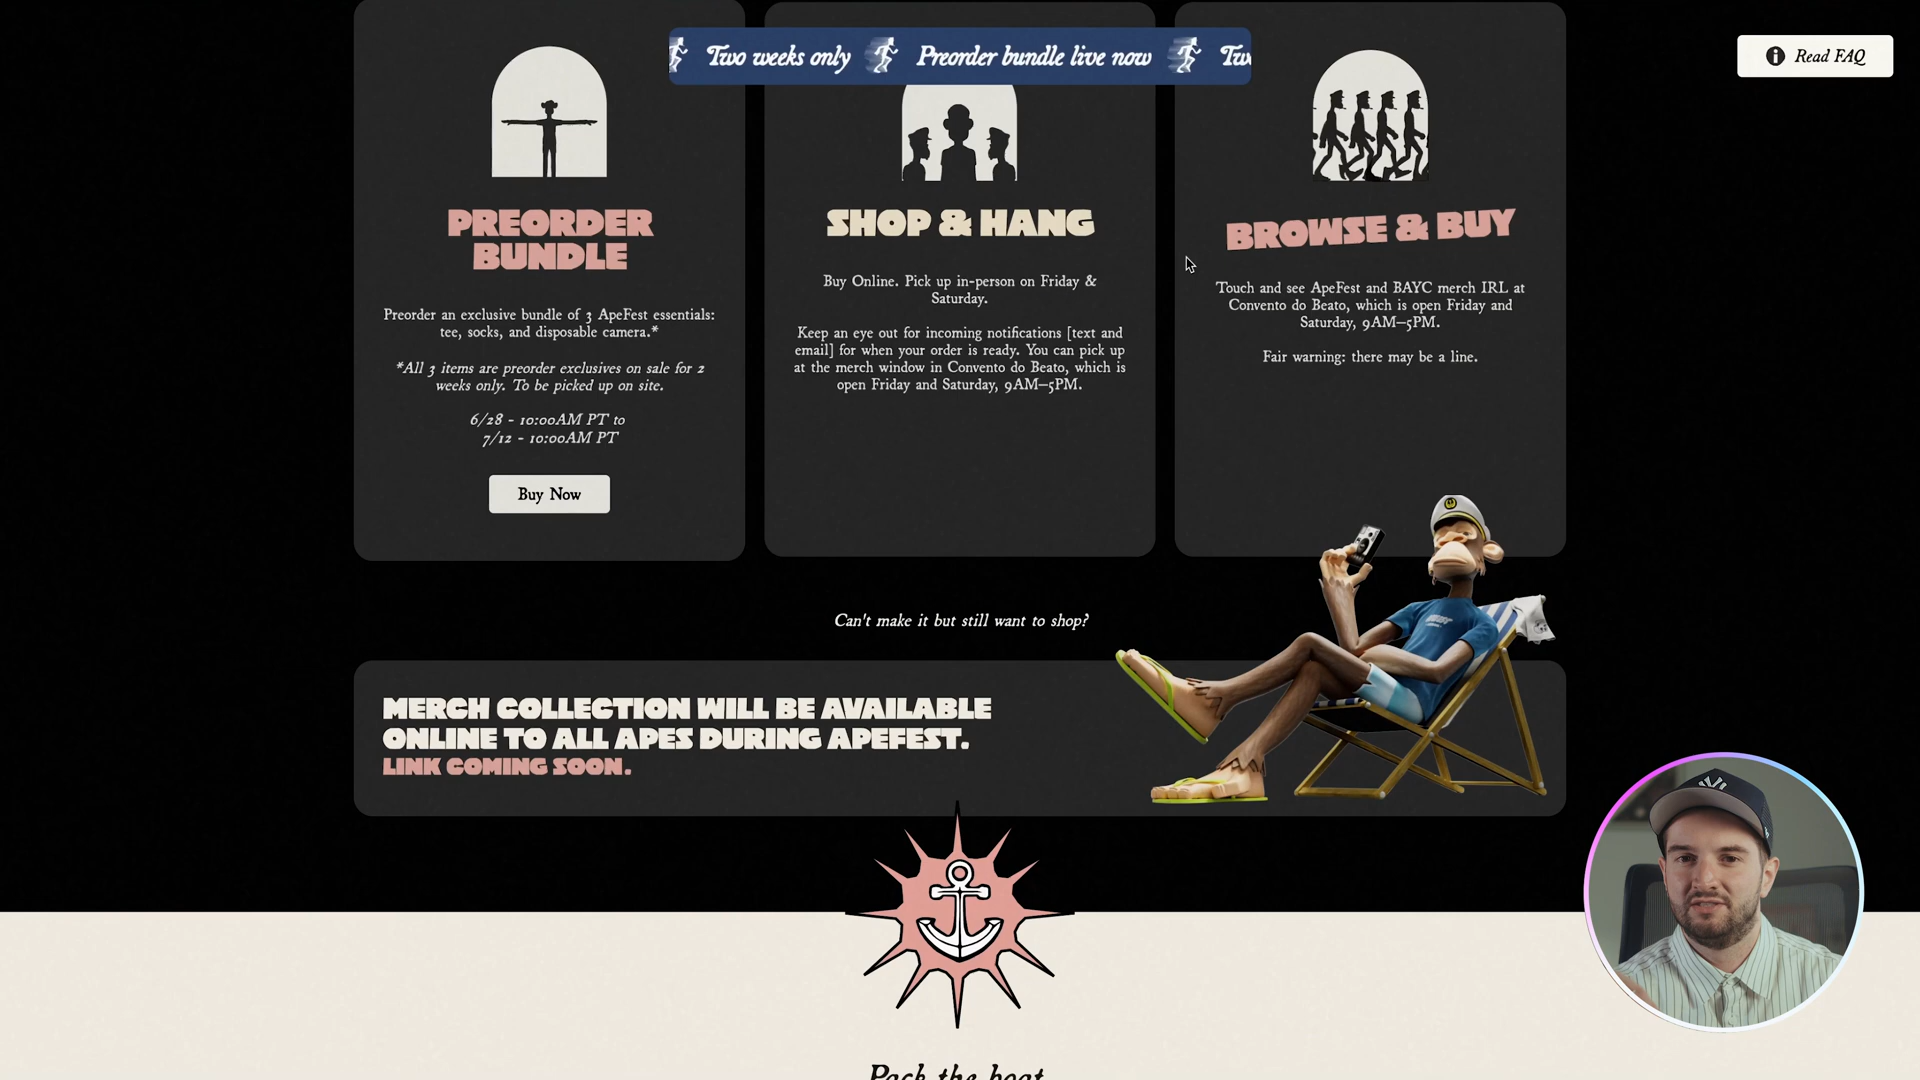 Two weeks only
Preorder bundle live now
Read FAQ
PREORDER
BUNDLE
Preorder an exclusive bundle of 3 ApeFest essentials:
tee, socks, and disposable camera.*
*All 3 items are preorder exclusives on sale for 2
weeks only. To be picked up on site.
6/28 - 10:00AM PT to
7/12 - 10:00AM PT
Buy Now
SHOP & HANG
Buy Online. Pick up in-person on Friday &
Saturday.
Keep an eye out for incoming notifications [text and
email] for when your order is ready. You can pick up
at the merch window in Convento do Beato, which is
open Friday and Saturday, 9AM—5PM.
BROWSE & BUY
Touch and see ApeFest and BAYC merch IRL at
Convento do Beato, which is open Friday and
Saturday, 9AM—5PM.
Fair warning: there may be a line.
Can't make it but still want to shop?
MERCH COLLECTION WILL BE AVAILABLE
ONLINE TO ALL APES DURING APEFEST.
LINK COMING SOON.
Pack the boat